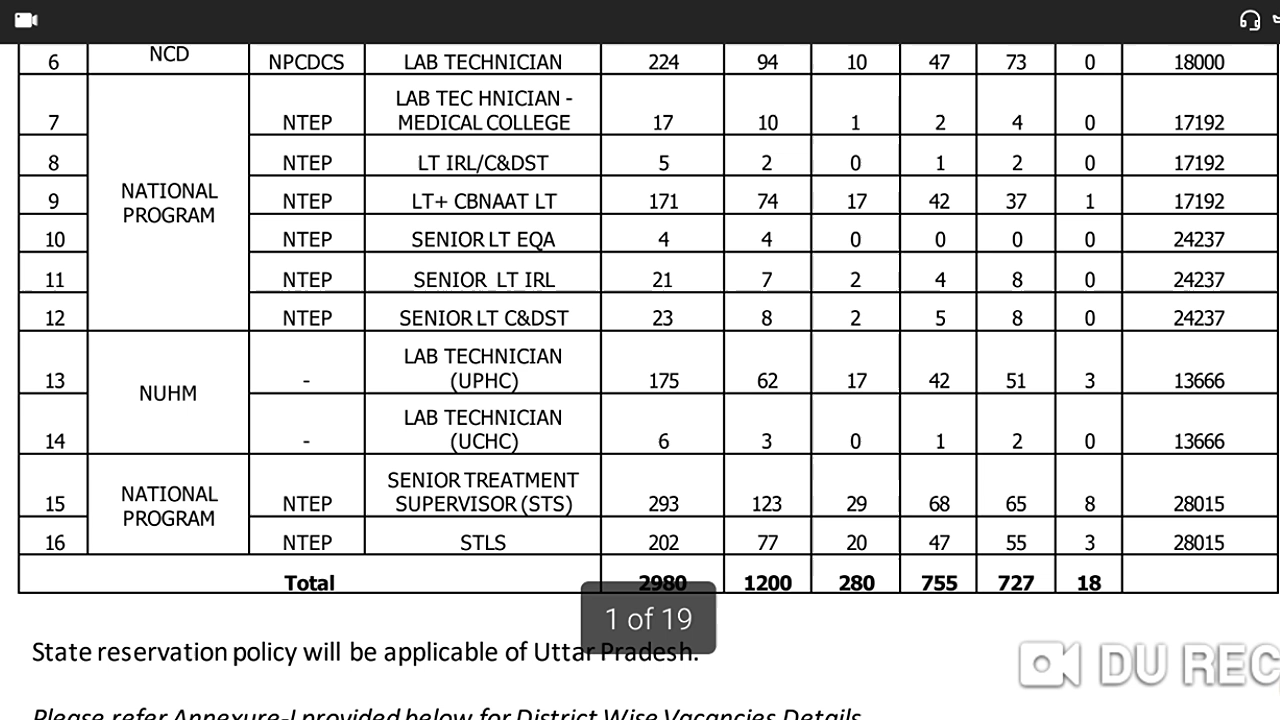 6 NCD NPCDCS LAB TECHNICIAN 224 94 10 47 73 0 18000
7 NTEP LAB TEC HNICIAN - MEDICAL COLLEGE 17 10 1 2 4 0 17192
8 NTEP LT IRL/C&DST 5 2 0 1 2 0 17192
NATIONAL PROGRAM
9 NTEP LT+ CBNAAT LT 171 74 17 42 37 1 17192
10 NTEP SENIOR LT EQA 4 4 0 0 0 0 24237
11 NTEP SENIOR LT IRL 21 7 2 4 8 0 24237
12 NTEP SENIOR LT C&DST 23 8 2 5 8 0 24237
13 NUHM - LAB TECHNICIAN (UPHC) 175 62 17 42 51 3 13666
14 - LAB TECHNICIAN (UCHC) 6 3 0 1 2 0 13666
15 NATIONAL PROGRAM NTEP SENIOR TREATMENT SUPERVISOR (STS) 293 123 29 68 65 8 28015
16 NTEP STLS 202 77 20 47 55 3 28015
Total 2980 1200 280 755 727 18
1 of 19
State reservation policy will be applicable of Uttar Pradesh.
DU REC
Please refer Annexure-I provided below for District Wise Vacancies Details